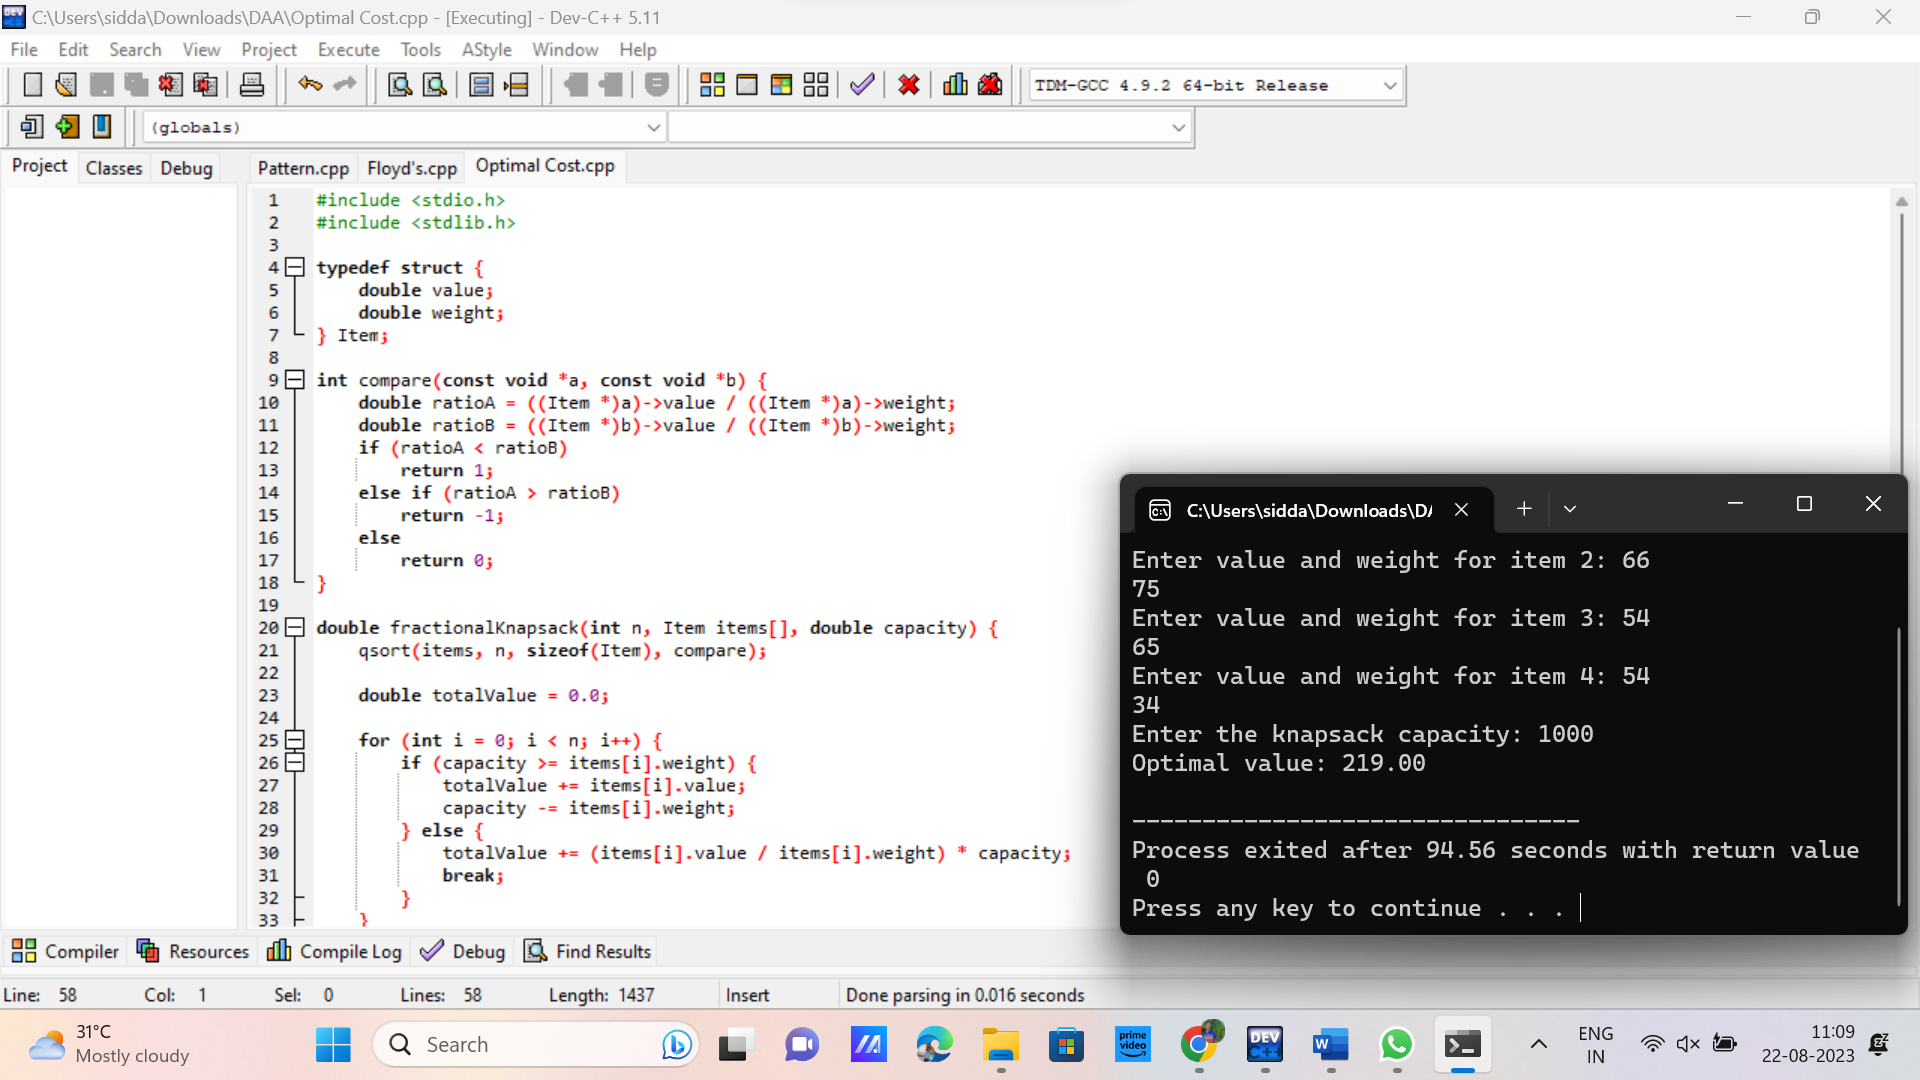 C:\Users\sidda\Downloads\DAA\Optimal Cost.cpp - [Executing] - Dev-C++ 5.11
File Edit Search View Project Execute Tools AStyle Window Help
TDM-GCC 4.9.2 64-bit Release
(globals)
Project Classes Debug Pattern.cpp Floyd's.cpp Optimal Cost.cpp
1 #include <stdio.h>
2 #include <stdlib.h>
3
4 typedef struct {
5 double value;
6 double weight;
7 } Item;
8
9 int compare(const void *a, const void *b) {
10 double ratioA = ((Item *)a)->value / ((Item *)a)->weight;
11 double ratioB = ((Item *)b)->value / ((Item *)b)->weight;
12 if (ratioA < ratioB)
13 return 1;
14 else if (ratioA > ratioB)
15 return -1;
16 else
17 return 0;
18 }
19
20 double fractionalKnapsack(int n, Item items[], double capacity) {
21 qsort(items, n, sizeof(Item), compare);
22
23 double totalValue = 0.0;
24
25 for (int i = 0; i < n; i++) {
26 if (capacity >= items[i].weight) {
27 totalValue += items[i].value;
28 capacity -= items[i].weight;
29 } else {
30 totalValue += (items[i].value / items[i].weight) * capacity;
31 break;
32 }
33 }
C:\Users\sidda\Downloads\DA
Enter value and weight for item 2: 66
75
Enter value and weight for item 3: 54
65
Enter value and weight for item 4: 54
34
Enter the knapsack capacity: 1000
Optimal value: 219.00
--------------------------------
Process exited after 94.56 seconds with return value
0
Press any key to continue . . .
Compiler Resources Compile Log Debug Find Results
Line: 58 Col: 1 Sel: 0 Lines: 58 Length: 1437 Insert Done parsing in 0.016 seconds
31°C
Mostly cloudy
Search
prime video
DEV C++
W
ENG
IN
11:09
22-08-2023